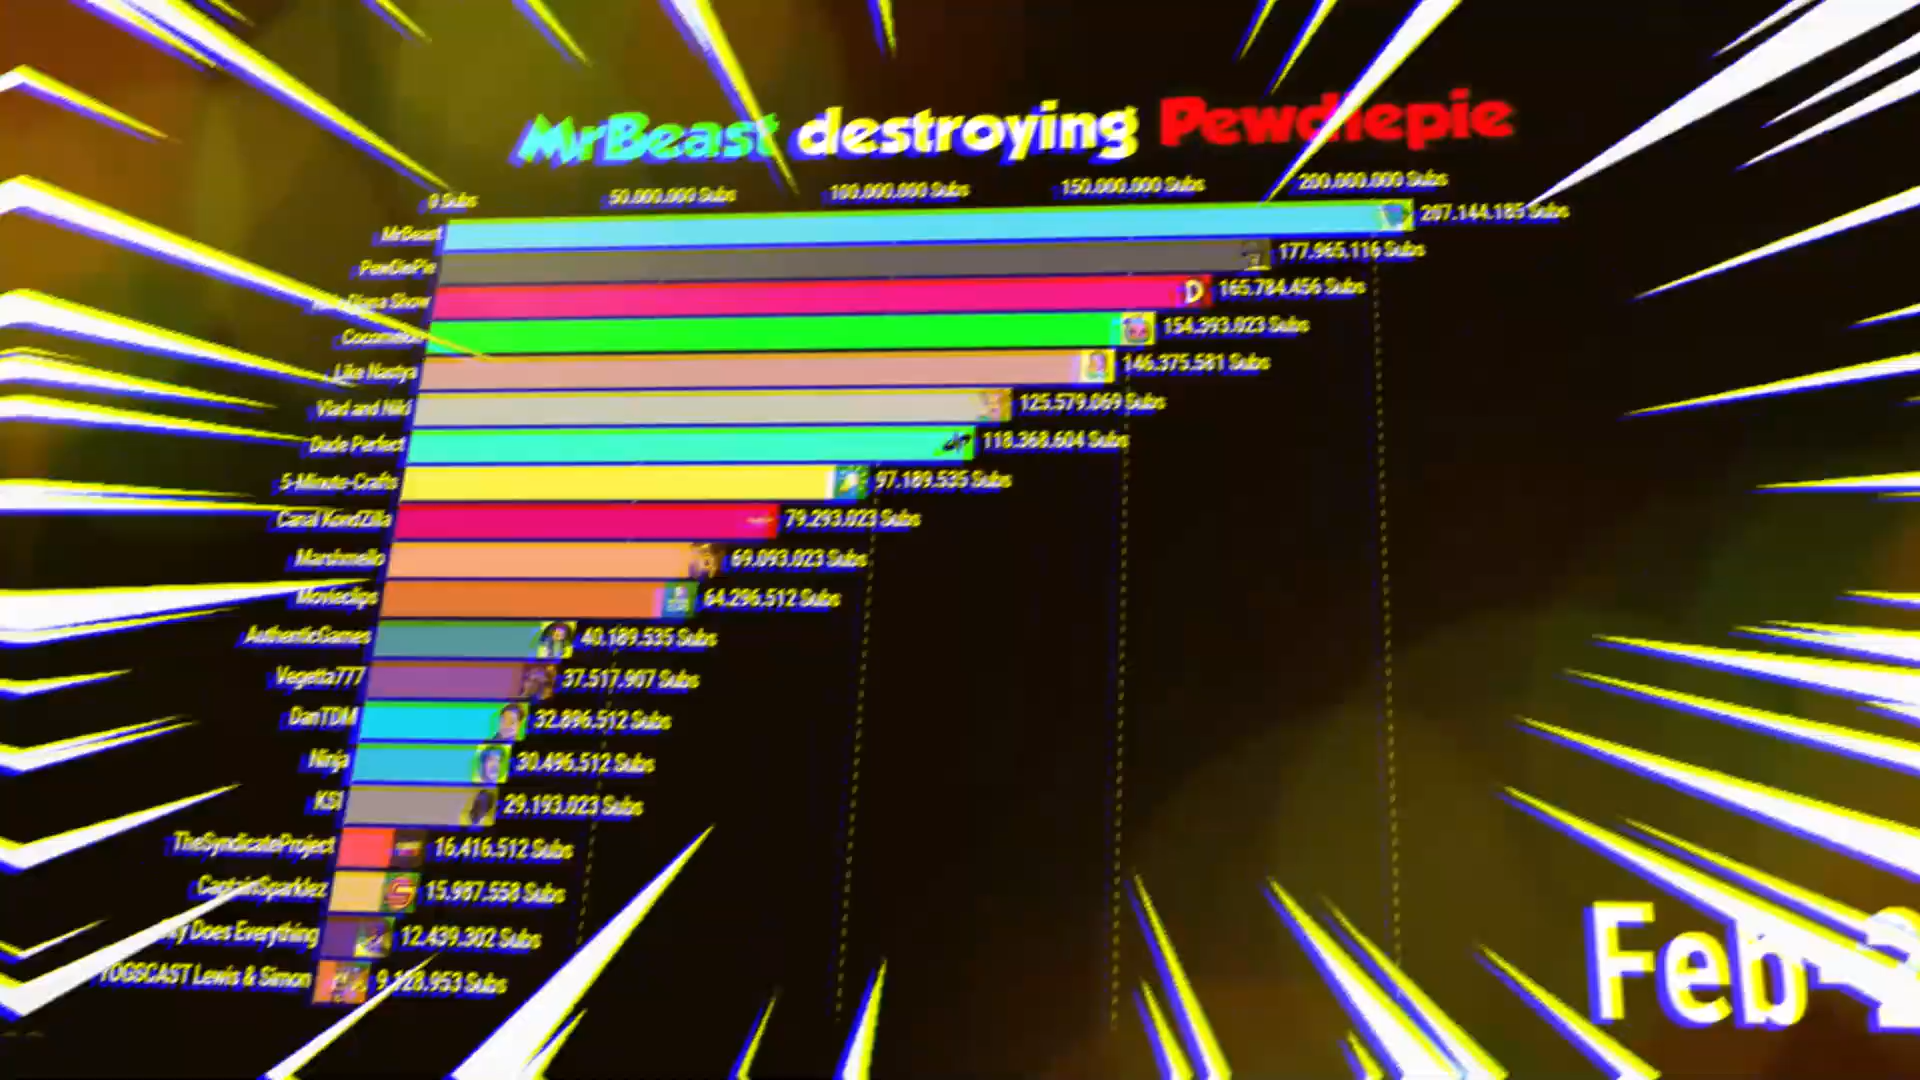 MrBeast destroying Pewdiepie
0 Subs 50.000.000 Subs 100.000.000 Subs 150.000.000 Subs 200.000.000 Subs
MrBeast 207.144.185 Subs
PewDiePie 177.965.116 Subs
Diana Show 165.784.456 Subs
Cocomelon 154.393.023 Subs
Like Nastya 146.375.581 Subs
Vlad and Niki 125.579.069 Subs
Dude Perfect 118.368.604 Subs
5-Minute-Crafts 97.189.535 Subs
Canal KondZilla 79.293.023 Subs
Marshmello 69.093.023 Subs
Movieclips 64.296.512 Subs
AuthenticGames 40.189.535 Subs
Vegetta777 37.517.907 Subs
DanTDM 32.896.512 Subs
Ninja 30.496.512 Subs
KSI 29.193.023 Subs
TheSyndicateProject 16.416.512 Subs
CaptainSparklez 15.987.558 Subs
Does Everything 12.439.302 Subs
YOGSCAST Lewis & Simon 9.128.953 Subs
Feb